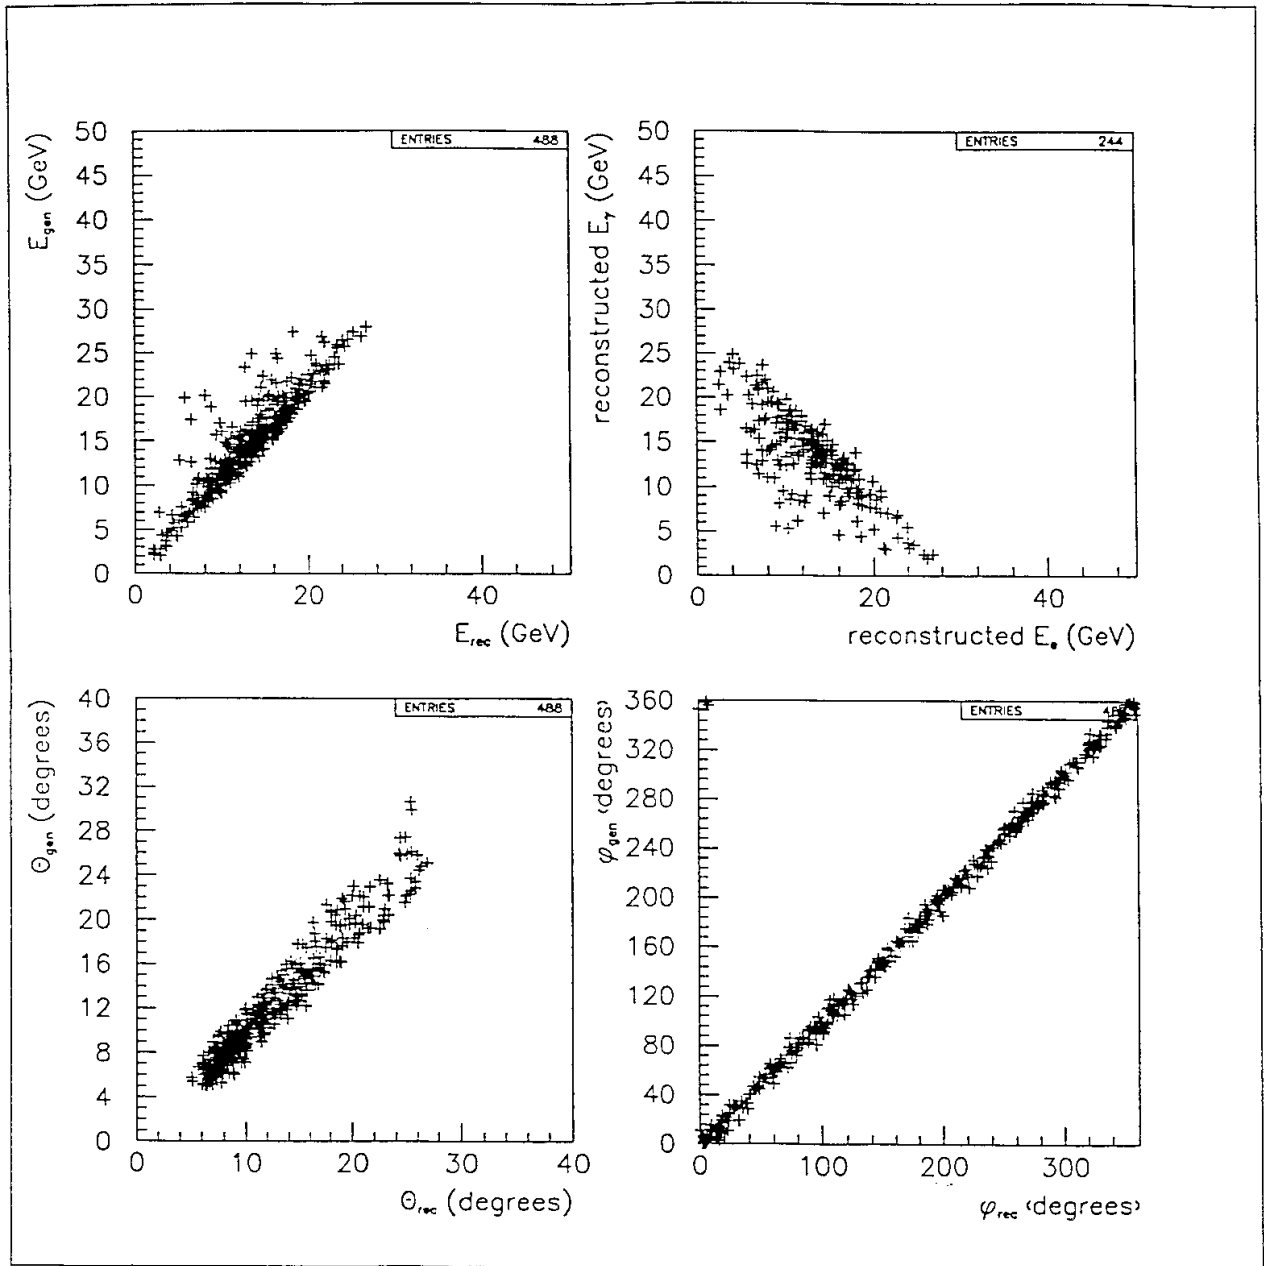 ENTRIES 488
50
45
40
35
30
25
20
15
10
5
0
0 20 40
E_gen (GeV)
E_rec (GeV)
ENTRIES 244
50
45
40
35
30
25
20
15
10
5
0
0 20 40
reconstructed E_γ (GeV)
reconstructed E_e (GeV)
ENTRIES 488
40
36
32
28
24
20
16
12
8
4
0
0 10 20 30 40
Θ_gen (degrees)
Θ_rec (degrees)
ENTRIES
360
320
280
240
200
160
120
80
40
0
0 100 200 300
φ_gen (degrees)
φ_rec (degrees)